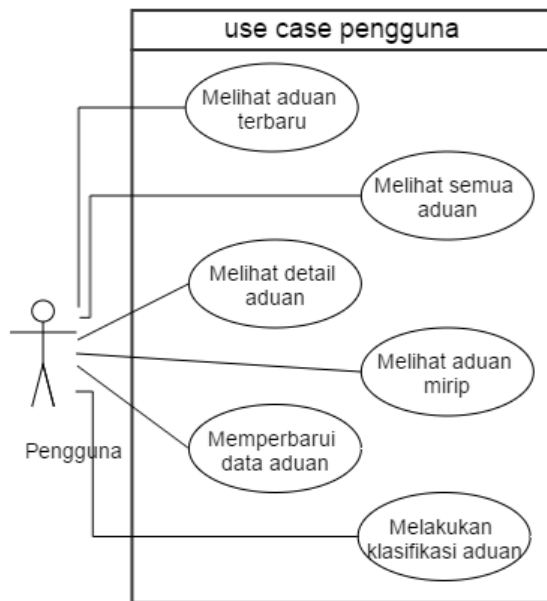 use case pengguna
Melihat aduan
terbaru
Melihat semua
aduan
Melihat detail
aduan
Melihat aduan
mirip
Pengguna
Memperbarui
data aduan
Melakukan
klasifikasi aduan